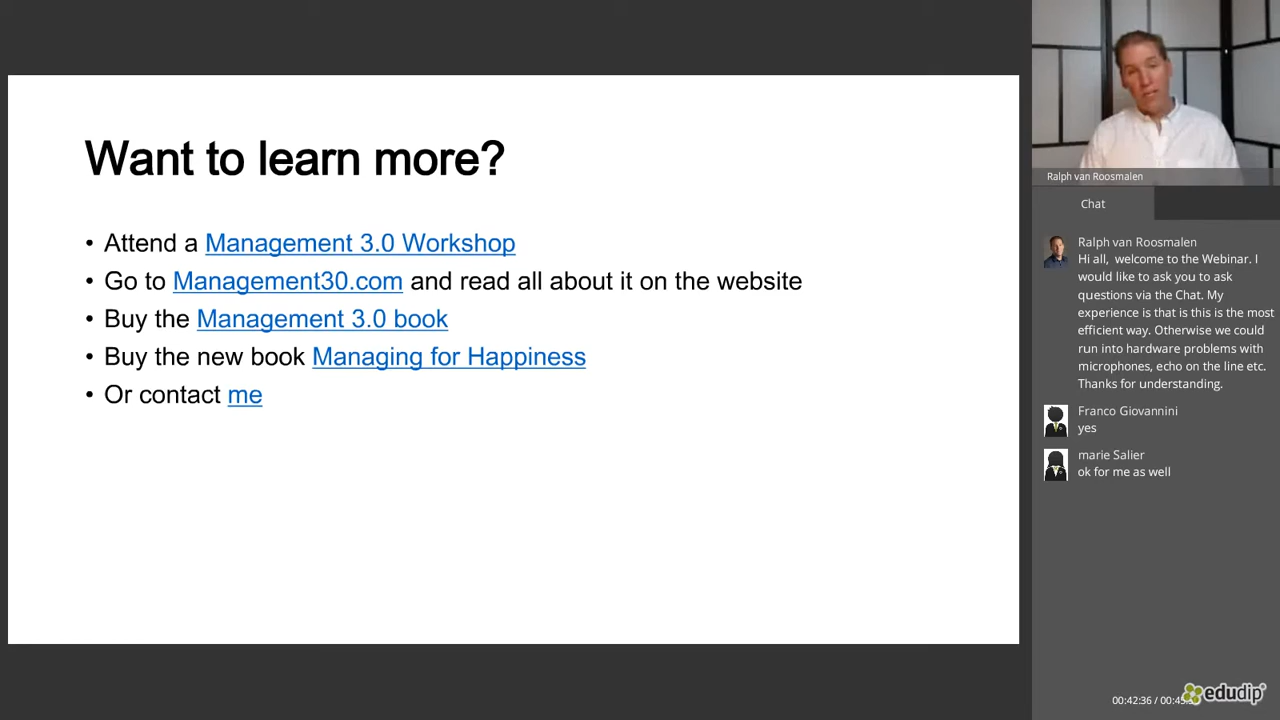 Want to learn more?
• Attend a Management 3.0 Workshop
• Go to Management30.com and read all about it on the website
• Buy the Management 3.0 book
• Buy the new book Managing for Happiness
• Or contact me
Ralph van Roosmalen
Chat
Ralph van Roosmalen
Hi all, welcome to the Webinar. I
would like to ask you to ask
questions via the Chat. My
experience is that is this is the most
efficient way. Otherwise we could
run into hardware problems with
microphones, echo on the line etc.
Thanks for understanding.
Franco Giovannini
yes
marie Salier
ok for me as well
00:42:36 /
edudip